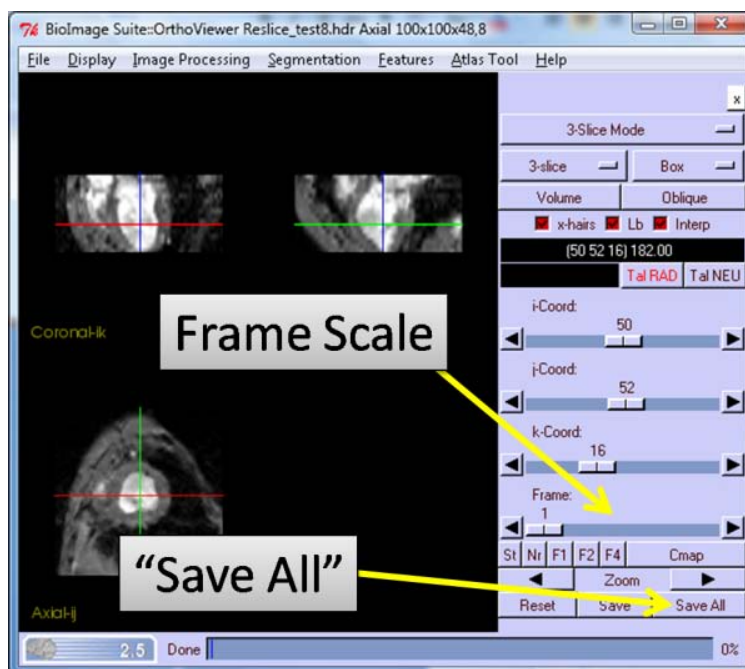 BioImage Suite::OrthoViewer Reslice_test8.hdr Axial 100x100x48,8
File Display Image Processing Segmentation Features Atlas Tool Help
x
3-Slice Mode
3-slice Box
Volume Oblique
x-hairs Lb Interp
(50 52 16) 182.00
Tal RAD Tal NEU
i-Coord:
50
j-Coord:
52
k-Coord:
16
Frame:
1
St Nr F1 F2 F4 Cmap
Zoom
Reset Save Save All
Coronal-ik
Frame Scale
"Save All"
Axial-ij
2.5 Done 0%